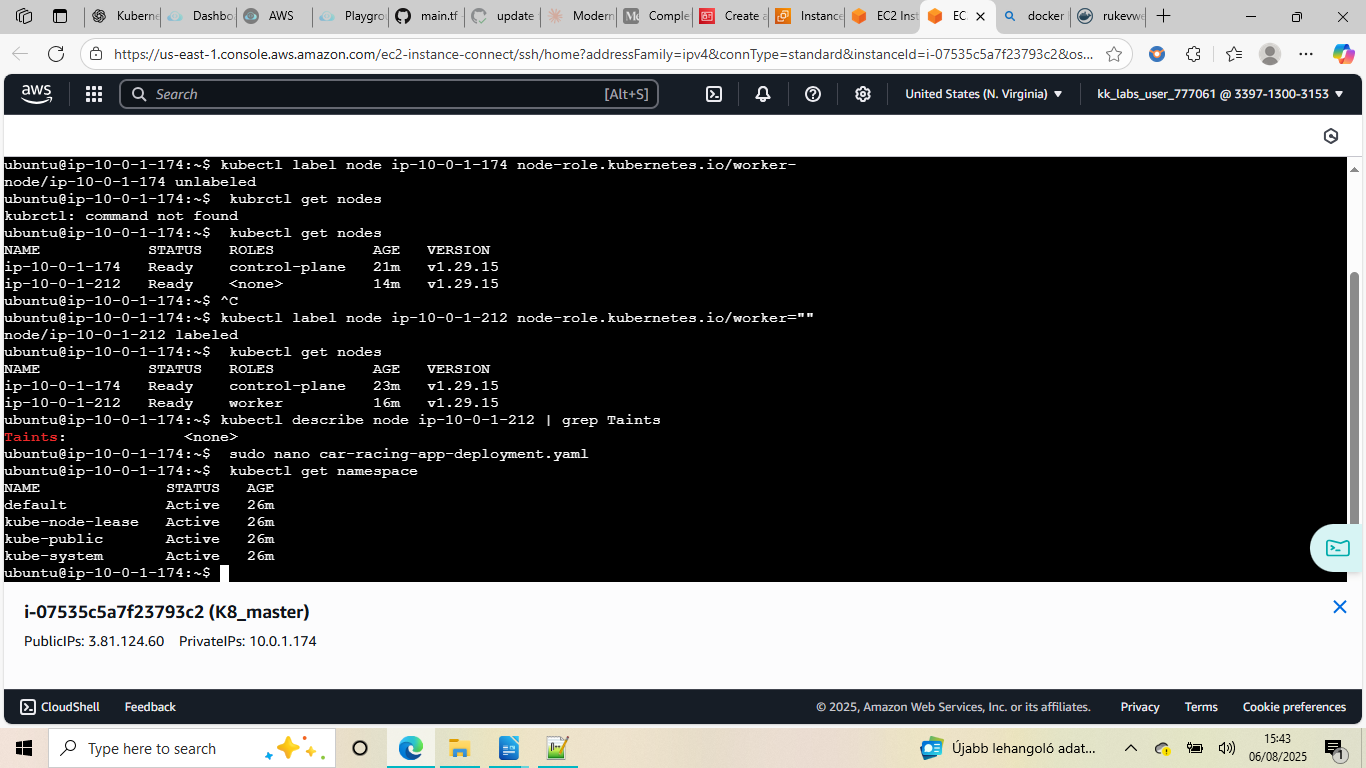 Kuberne
Dashbo
AWS
Playgro
main.tf
update
Modern
Comple
Create a
Instance
EC2 Inst
EC
docker
rukevwe
https://us-east-1.console.aws.amazon.com/ec2-instance-connect/ssh/home?addressFamily=ipv4&connType=standard&instanceId=i-07535c5a7f23793c2&os...
aws
Search
[Alt+S]
United States (N. Virginia)
kk_labs_user_777061 @ 3397-1300-3153
ubuntu@ip-10-0-1-174:~$ kubectl label node ip-10-0-1-174 node-role.kubernetes.io/worker-
node/ip-10-0-1-174 unlabeled
ubuntu@ip-10-0-1-174:~$  kubrctl get nodes
kubrctl: command not found
ubuntu@ip-10-0-1-174:~$  kubectl get nodes
NAME            STATUS   ROLES           AGE   VERSION
ip-10-0-1-174   Ready    control-plane   21m   v1.29.15
ip-10-0-1-212   Ready    <none>          14m   v1.29.15
ubuntu@ip-10-0-1-174:~$ ^C
ubuntu@ip-10-0-1-174:~$ kubectl label node ip-10-0-1-212 node-role.kubernetes.io/worker=""
node/ip-10-0-1-212 labeled
ubuntu@ip-10-0-1-174:~$  kubectl get nodes
NAME            STATUS   ROLES           AGE   VERSION
ip-10-0-1-174   Ready    control-plane   23m   v1.29.15
ip-10-0-1-212   Ready    worker          16m   v1.29.15
ubuntu@ip-10-0-1-174:~$ kubectl describe node ip-10-0-1-212 | grep Taints
Taints:             <none>
ubuntu@ip-10-0-1-174:~$  sudo nano car-racing-app-deployment.yaml
ubuntu@ip-10-0-1-174:~$  kubectl get namespace
NAME              STATUS   AGE
default           Active   26m
kube-node-lease   Active   26m
kube-public       Active   26m
kube-system       Active   26m
ubuntu@ip-10-0-1-174:~$
i-07535c5a7f23793c2 (K8_master)
PublicIPs: 3.81.124.60    PrivateIPs: 10.0.1.174
CloudShell
Feedback
© 2025, Amazon Web Services, Inc. or its affiliates.
Privacy
Terms
Cookie preferences
Type here to search
Újabb lehangoló adat...
15:43
06/08/2025
1